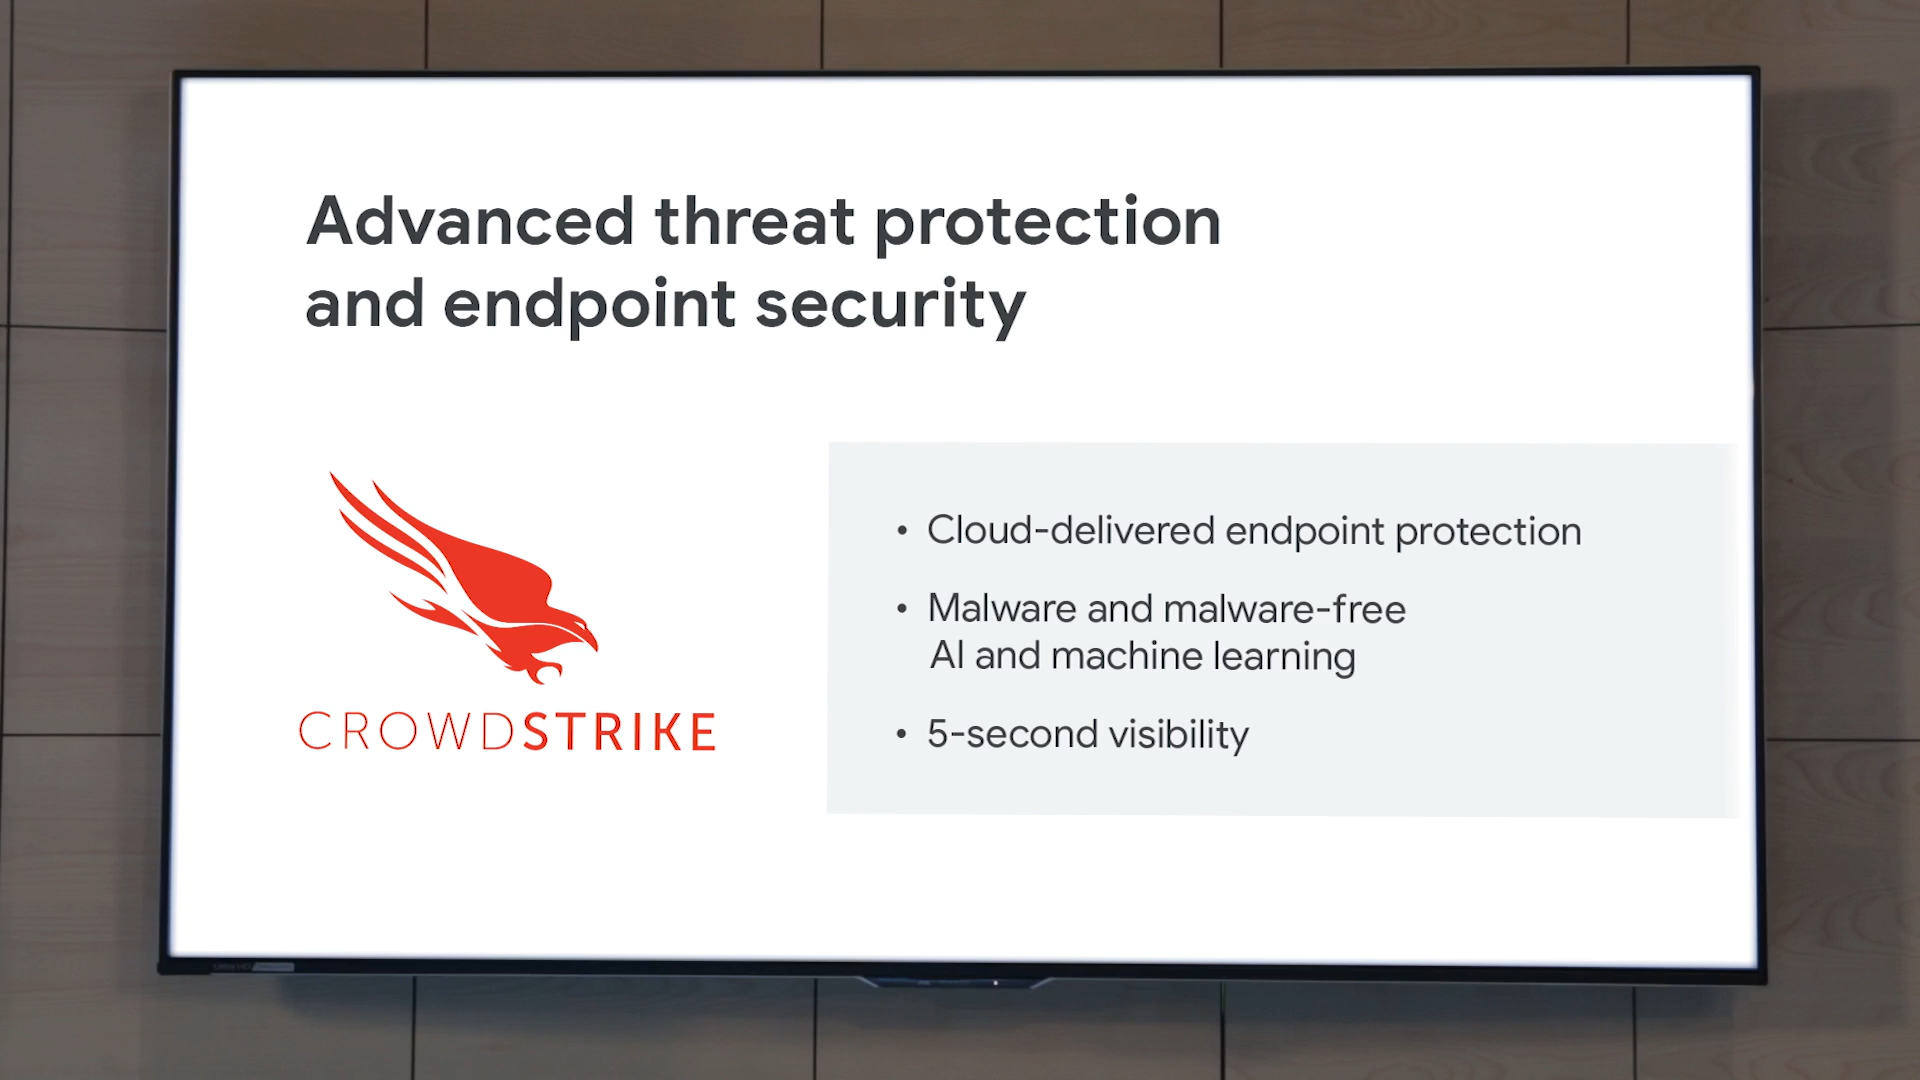 Advanced threat protection
and endpoint security
CROWDSTRIKE
• Cloud-delivered endpoint protection
• Malware and malware-free
AI and machine learning
• 5-second visibility